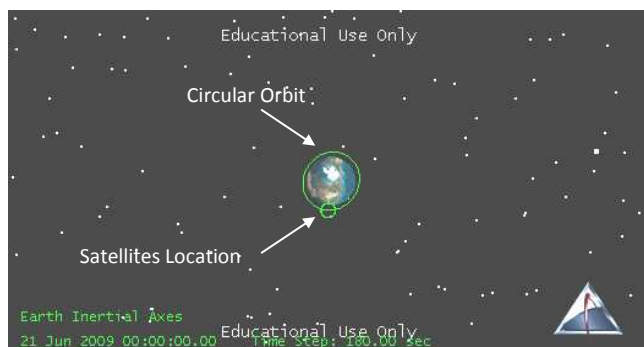 Educational Use Only
Circular Orbit
Satellites Location
Earth Inertial Axes
Educational Use Only
21 Jun 2009 00:00:00.00 Time Step: 180.00 sec